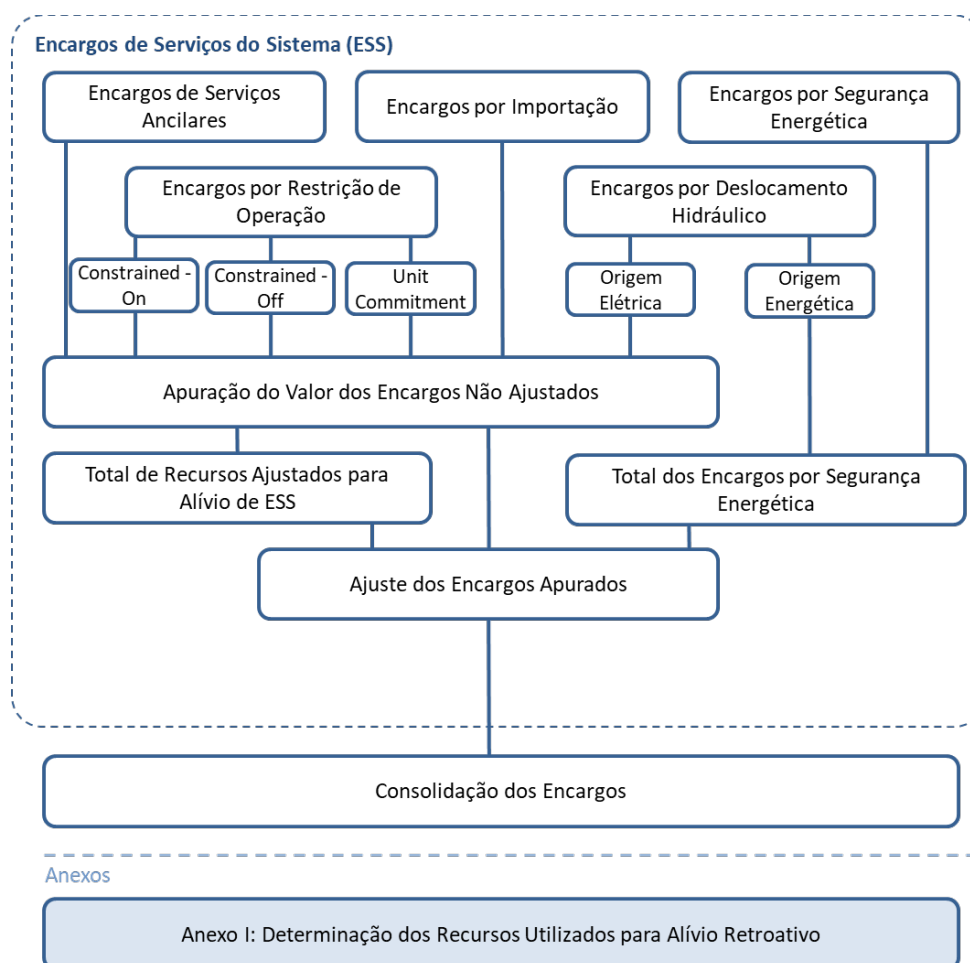 Encargos de Serviços do Sistema (ESS)
Encargos de Serviços
Ancilares
Encargos por Importação
Encargos por Segurança
Energética
Encargos por Restrição de
Operação
Encargos por Deslocamento
Hidráulico
Constrained -
On
Constrained -
Off
Unit
Commitment
Origem
Elétrica
Origem
Energética
Apuração do Valor dos Encargos Não Ajustados
Total de Recursos Ajustados para
Alívio de ESS
Total dos Encargos por Segurança
Energética
Ajuste dos Encargos Apurados
Consolidação dos Encargos
Anexos
Anexo I: Determinação dos Recursos Utilizados para Alívio Retroativo